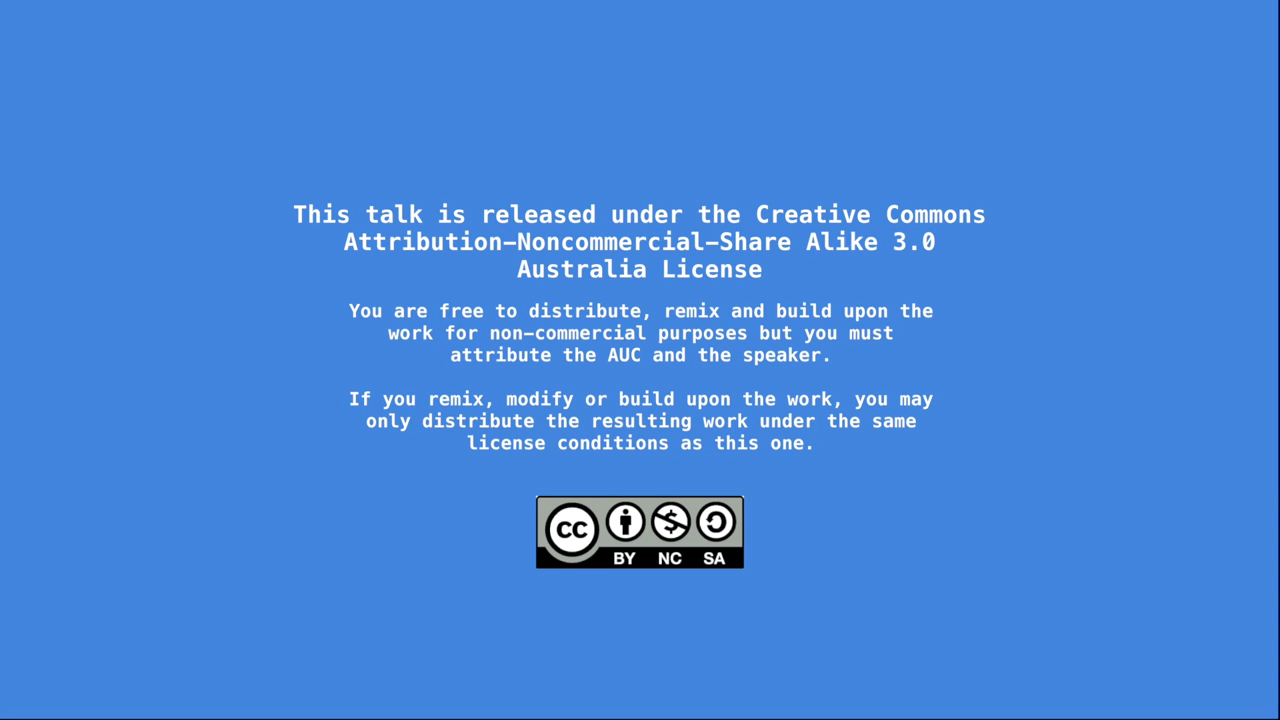 This talk is released under the Creative Commons
Attribution–Noncommercial–Share Alike 3.0
Australia License
You are free to distribute, remix and build upon the
work for non–commercial purposes but you must
attribute the AUC and the speaker.
If you remix, modify or build upon the work, you may
only distribute the resulting work under the same
license conditions as this one.
CC
BY NC SA